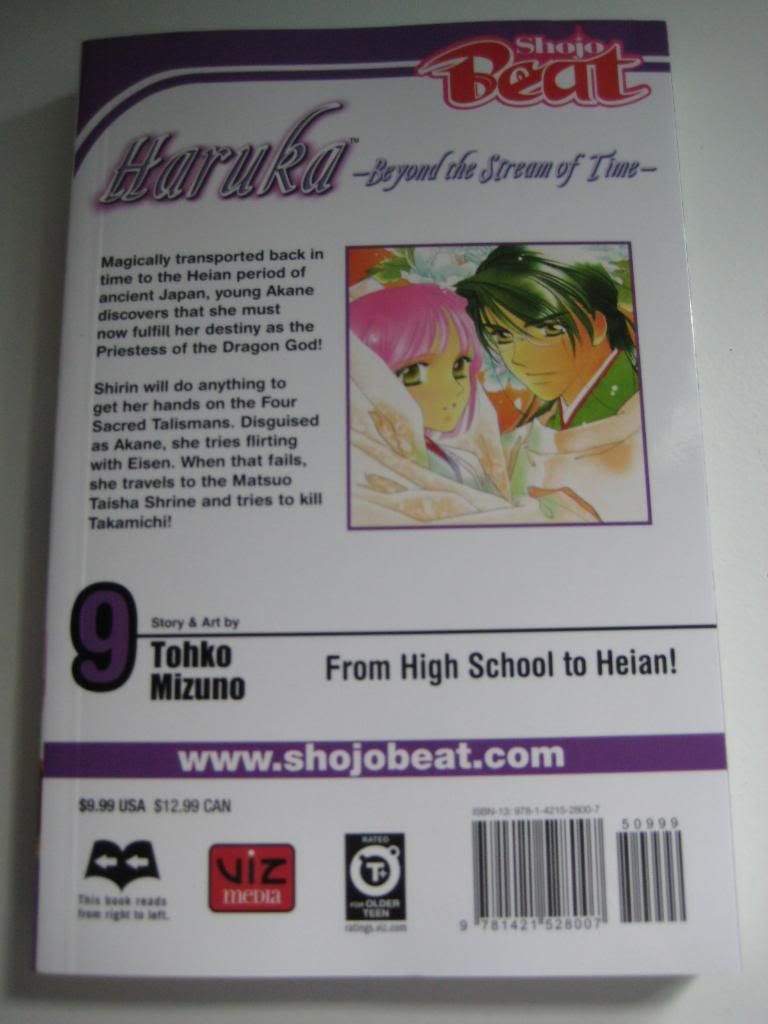 Shojo
Beat
Haruka™ –Beyond the Stream of Time–
Magically transported back in
time to the Heian period of
ancient Japan, young Akane
discovers that she must
now fulfill her destiny as the
Priestess of the Dragon God!
Shirin will do anything to
get her hands on the Four
Sacred Talismans. Disguised
as Akane, she tries flirting
with Eisen. When that fails,
she travels to the Matsuo
Taisha Shrine and tries to kill
Takamichi!
9
Story & Art by
Tohko
Mizuno
From High School to Heian!
www.shojobeat.com
$9.99 USA $12.99 CAN
This book reads
from right to left.
VIZ
media
RATED
T+
FOR OLDER
TEEN
ratings.viz.com
ISBN-13: 978-1-4215-2800-7
50999
9 781421 528007